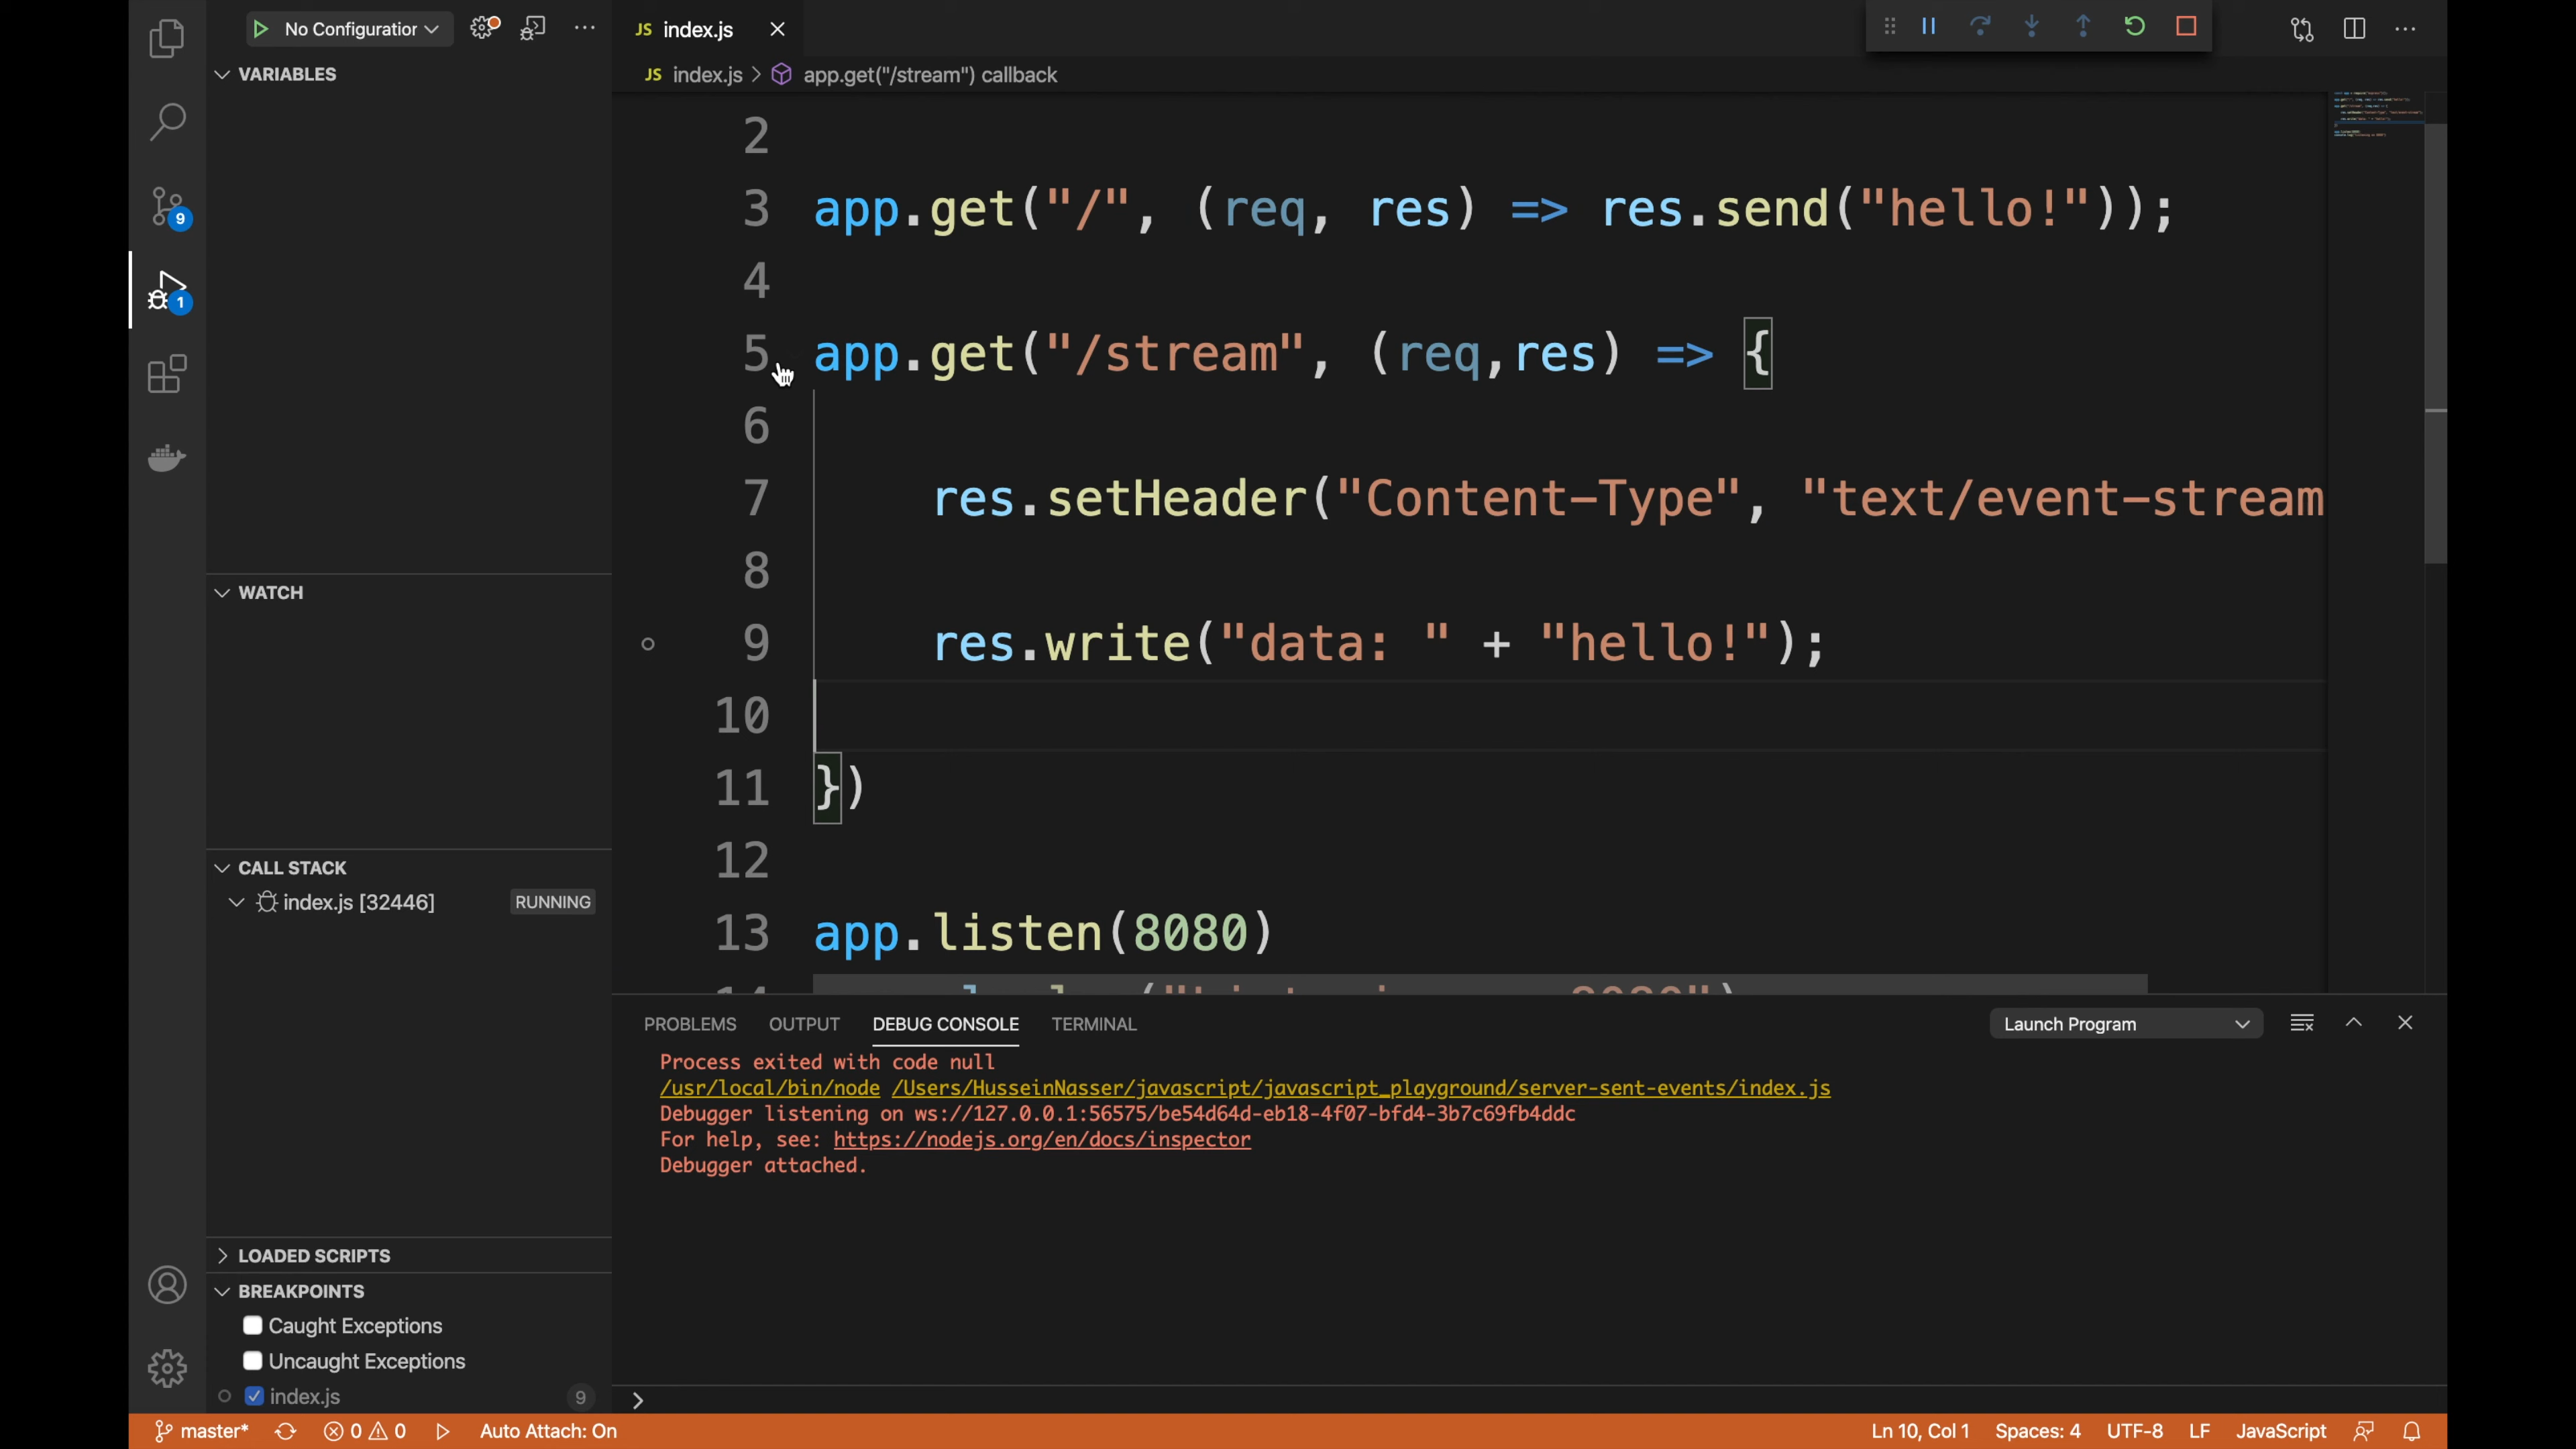 No Configuratior
JS index.js
VARIABLES
JS index.js > app.get("/stream") callback
2
3 app.get("/", (req, res) => res.send("hello!"));
4
5 app.get("/stream", (req,res) => {
6
7 res.setHeader("Content-Type", "text/event-stream
8
9 res.write("data: " + "hello!");
10
11 })
12
13 app.listen(8080)
9
1
WATCH
CALL STACK
index.js [32446] RUNNING
LOADED SCRIPTS
BREAKPOINTS
Caught Exceptions
Uncaught Exceptions
index.js 9
PROBLEMS OUTPUT DEBUG CONSOLE TERMINAL Launch Program
Process exited with code null
/usr/local/bin/node /Users/HusseinNasser/javascript/javascript_playground/server-sent-events/index.js
Debugger listening on ws://127.0.0.1:56575/be54d64d-eb18-4f07-bfd4-3b7c69fb4ddc
For help, see: https://nodejs.org/en/docs/inspector
Debugger attached.
master* 0 0 Auto Attach: On Ln 10, Col 1 Spaces: 4 UTF-8 LF JavaScript